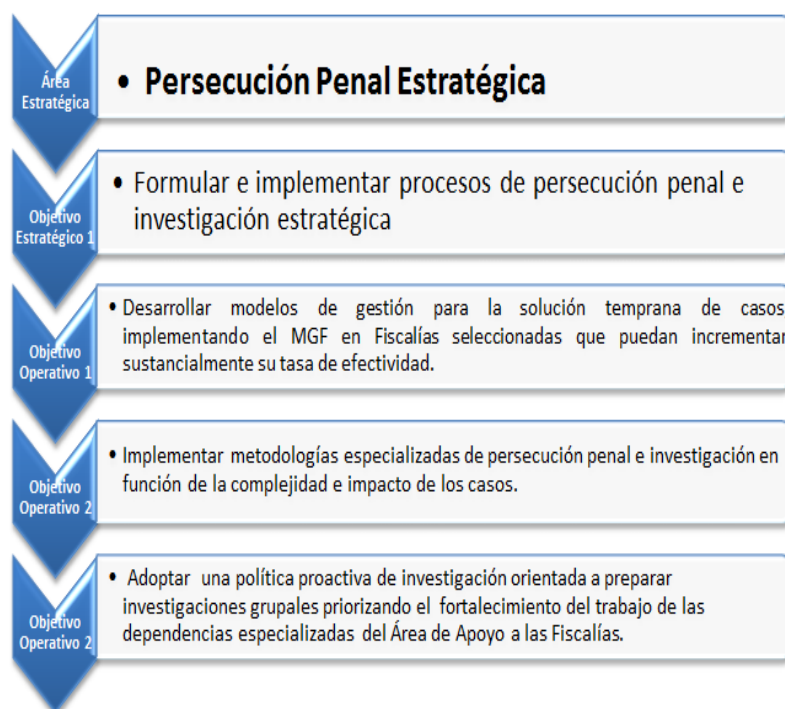 Área
Estratégica
• Persecución Penal Estratégica
Objetivo
Estratégico 1
• Formular e implementar procesos de persecución penal e
investigación estratégica
Objetivo
Operativo 1
• Desarrollar modelos de gestión para la solución temprana de casos
implementando el MGF en Fiscalías seleccionadas que puedan incrementar
sustancialmente su tasa de efectividad.
Objetivo
Operativo 2
• Implementar metodologías especializadas de persecución penal e investigación en
función de la complejidad e impacto de los casos.
Objetivo
Operativo 2
• Adoptar una política proactiva de investigación orientada a preparar
investigaciones grupales priorizando el fortalecimiento del trabajo de las
dependencias especializadas del Área de Apoyo a las Fiscalías.